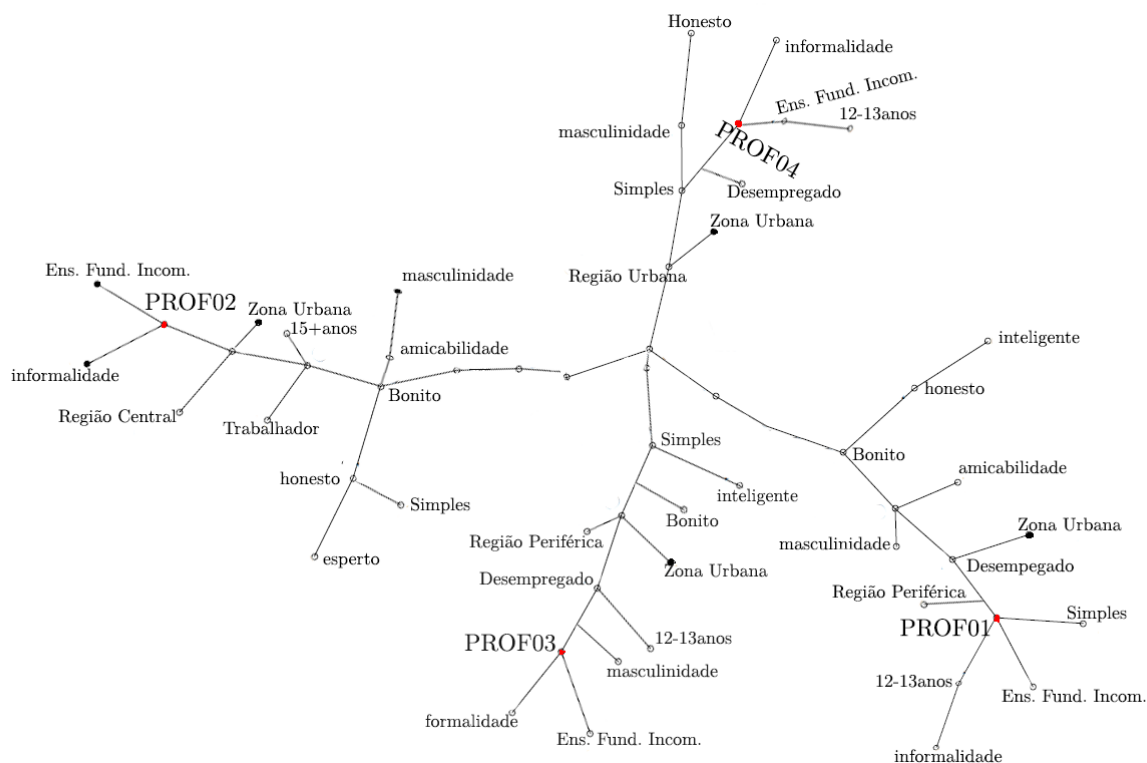 Honesto
informalidade
Ens. Fund. Incom.
12-13anos
masculinidade
PROF04
Simples
Desempregado
Zona Urbana
Região Urbana
Ens. Fund. Incom.
PROF02
Zona Urbana
15+anos
informalidade
Região Central
Trabalhador
masculinidade
amicabilidade
Bonito
honesto
Simples
esperto
Simples
inteligente
Bonito
Região Periférica
Zona Urbana
Desempregado
12-13anos
PROF03
masculinidade
formalidade
Ens. Fund. Incom.
inteligente
honesto
Bonito
amicabilidade
masculinidade
Zona Urbana
Desempegado
Região Periférica
PROF01
Simples
12-13anos
Ens. Fund. Incom.
informalidade